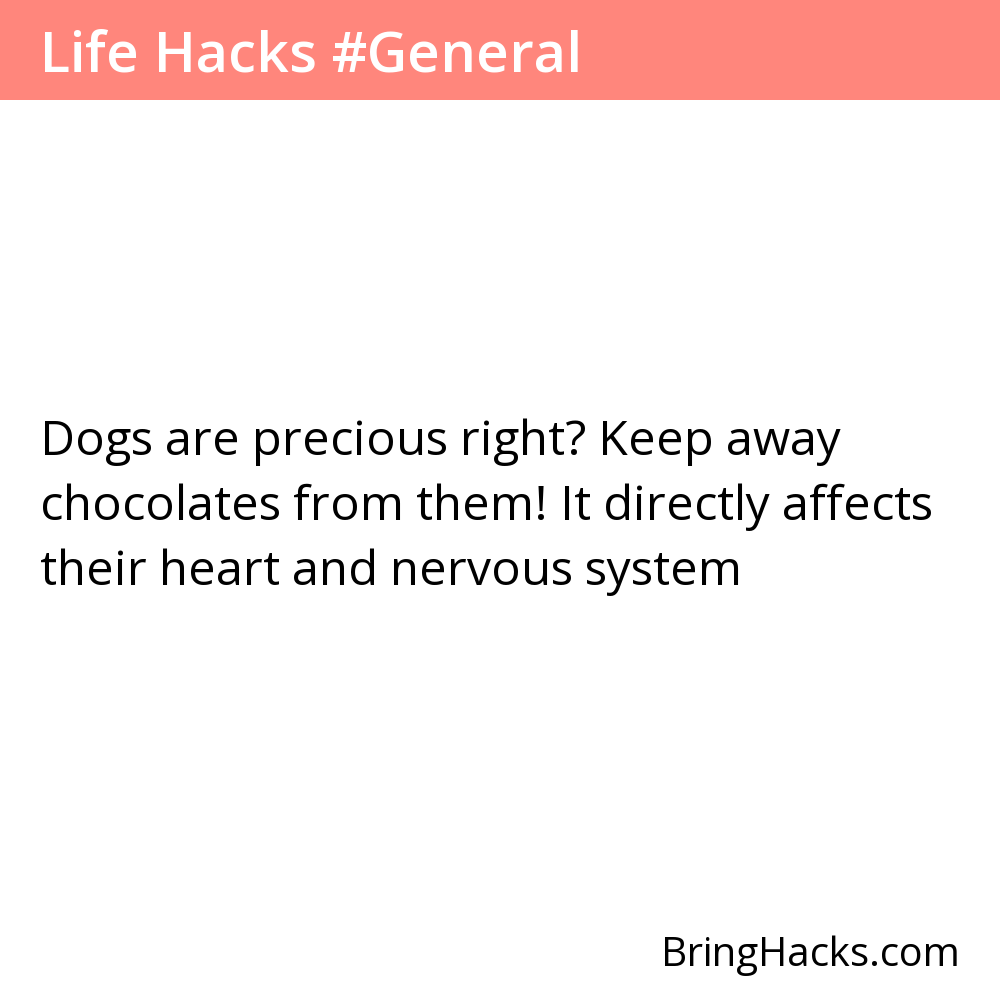 Life Hacks #General
Dogs are precious right? Keep away
chocolates from them! It directly affects
their heart and nervous system
BringHacks.com